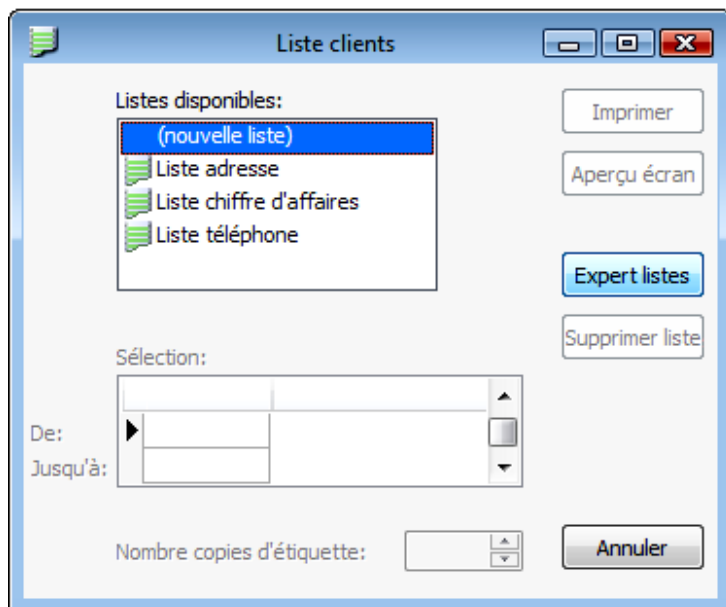 Liste clients
Listes disponibles:
(nouvelle liste)
Liste adresse
Liste chiffre d'affaires
Liste téléphone
Imprimer
Aperçu écran
Expert listes
Supprimer liste
Sélection:
De:
Jusqu'à:
Nombre copies d'étiquette:
Annuler